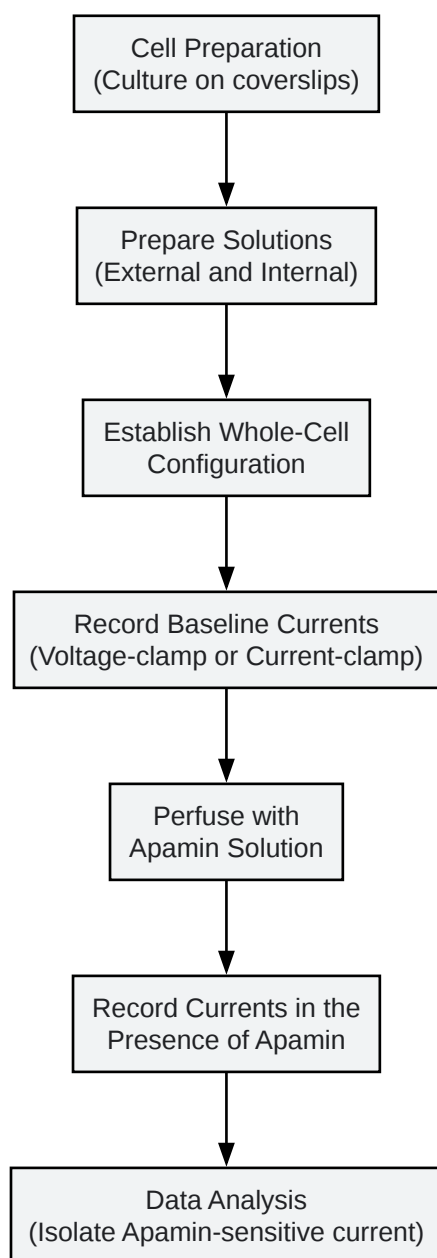 Cell Preparation
(Culture on coverslips)
Prepare Solutions
(External and Internal)
Establish Whole-Cell
Configuration
Record Baseline Currents
(Voltage-clamp or Current-clamp)
Perfuse with
Apamin Solution
Record Currents in the
Presence of Apamin
Data Analysis
(Isolate Apamin-sensitive current)